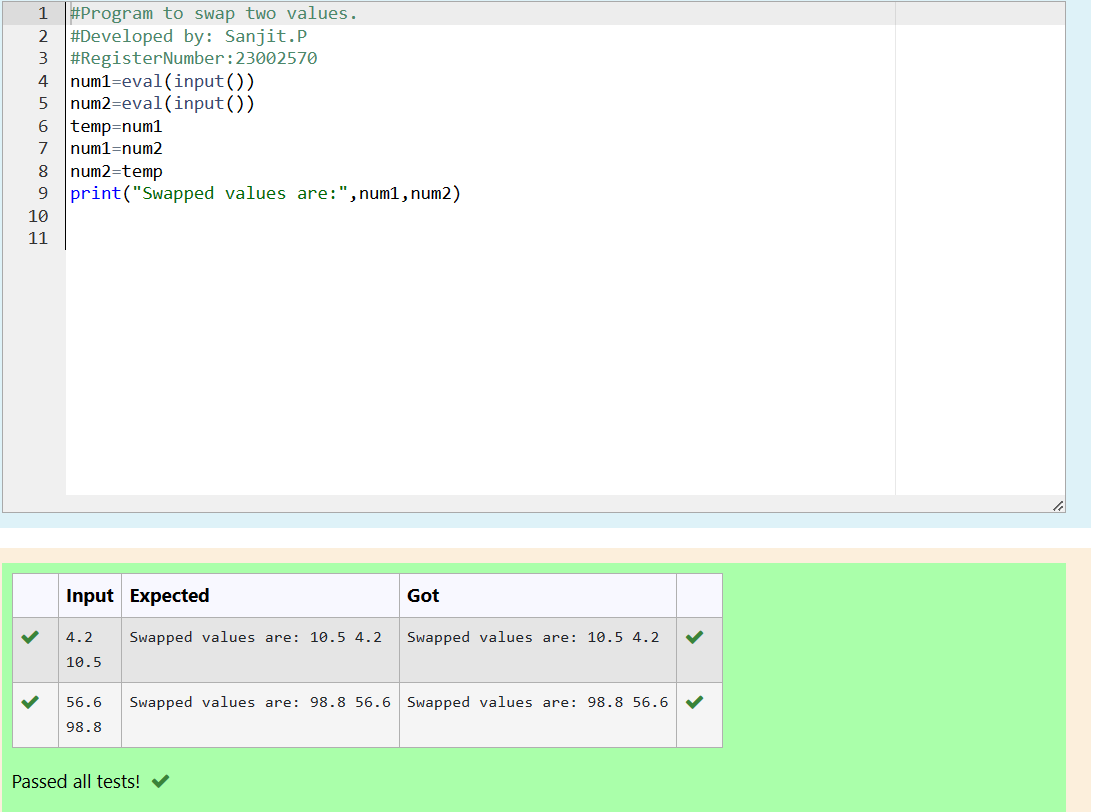 1 #Program to swap two values.
2 #Developed by: Sanjit.P
3 #RegisterNumber:23002570
4 num1=eval(input())
5 num2=eval(input())
6 temp=num1
7 num1=num2
8 num2=temp
9 print("Swapped values are:",num1,num2)
10
11
Input Expected Got
4.2 Swapped values are: 10.5 4.2 Swapped values are: 10.5 4.2
10.5
56.6 Swapped values are: 98.8 56.6 Swapped values are: 98.8 56.6
98.8
Passed all tests!